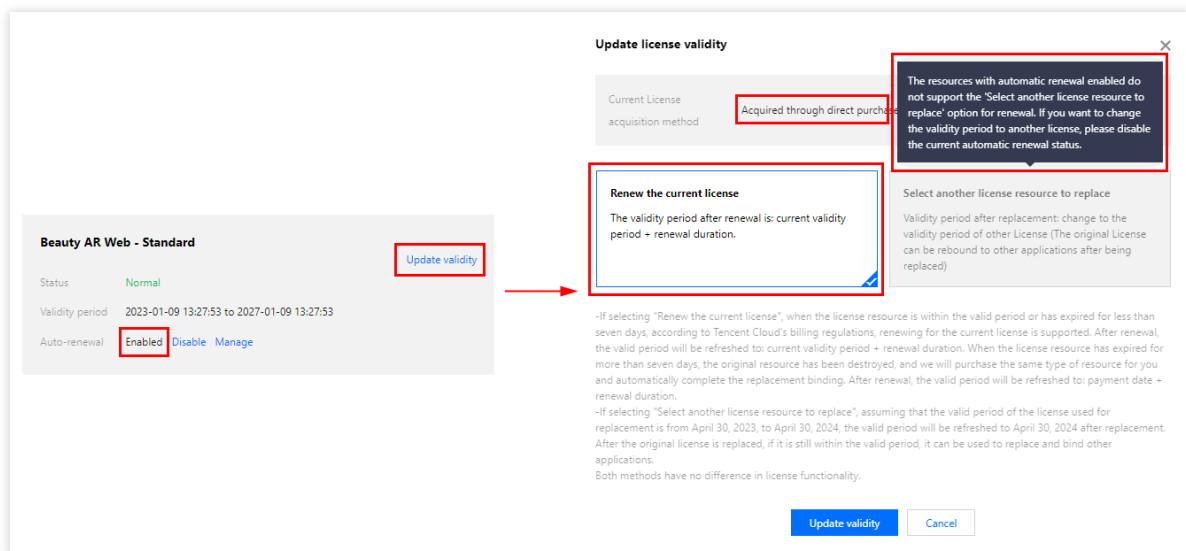 Beauty AR Web - Standard
Update validity
Status Normal
Validity period 2023-01-09 13:27:53 to 2027-01-09 13:27:53
Auto-renewal Enabled Disable Manage
Update license validity
Current License
acquisition method
Acquired through direct purchase
The resources with automatic renewal enabled do
not support the 'Select another license resource to
replace' option for renewal. If you want to change
the validity period to another license, please disable
the current automatic renewal status.
Renew the current license
The validity period after renewal is: current validity
period + renewal duration.
Select another license resource to replace
Validity period after replacement: change to the
validity period of other License (The original License
can be rebound to other applications after being
replaced)
-If selecting "Renew the current license", when the license resource is within the valid period or has expired for less than
seven days, according to Tencent Cloud's billing regulations, renewing for the current license is supported. After renewal,
the valid period will be refreshed to: current validity period + renewal duration. When the license resource has expired for
more than seven days, the original resource has been destroyed, and we will purchase the same type of resource for you
and automatically complete the replacement binding. After renewal, the valid period will be refreshed to: payment date +
renewal duration.
-If selecting "Select another license resource to replace", assuming that the valid period of the license used for
replacement is from April 30, 2023, to April 30, 2024, the valid period will be refreshed to April 30, 2024 after replacement.
After the original license is replaced, if it is still within the valid period, it can be used to replace and bind other
applications.
Both methods have no difference in license functionality.
Update validity
Cancel